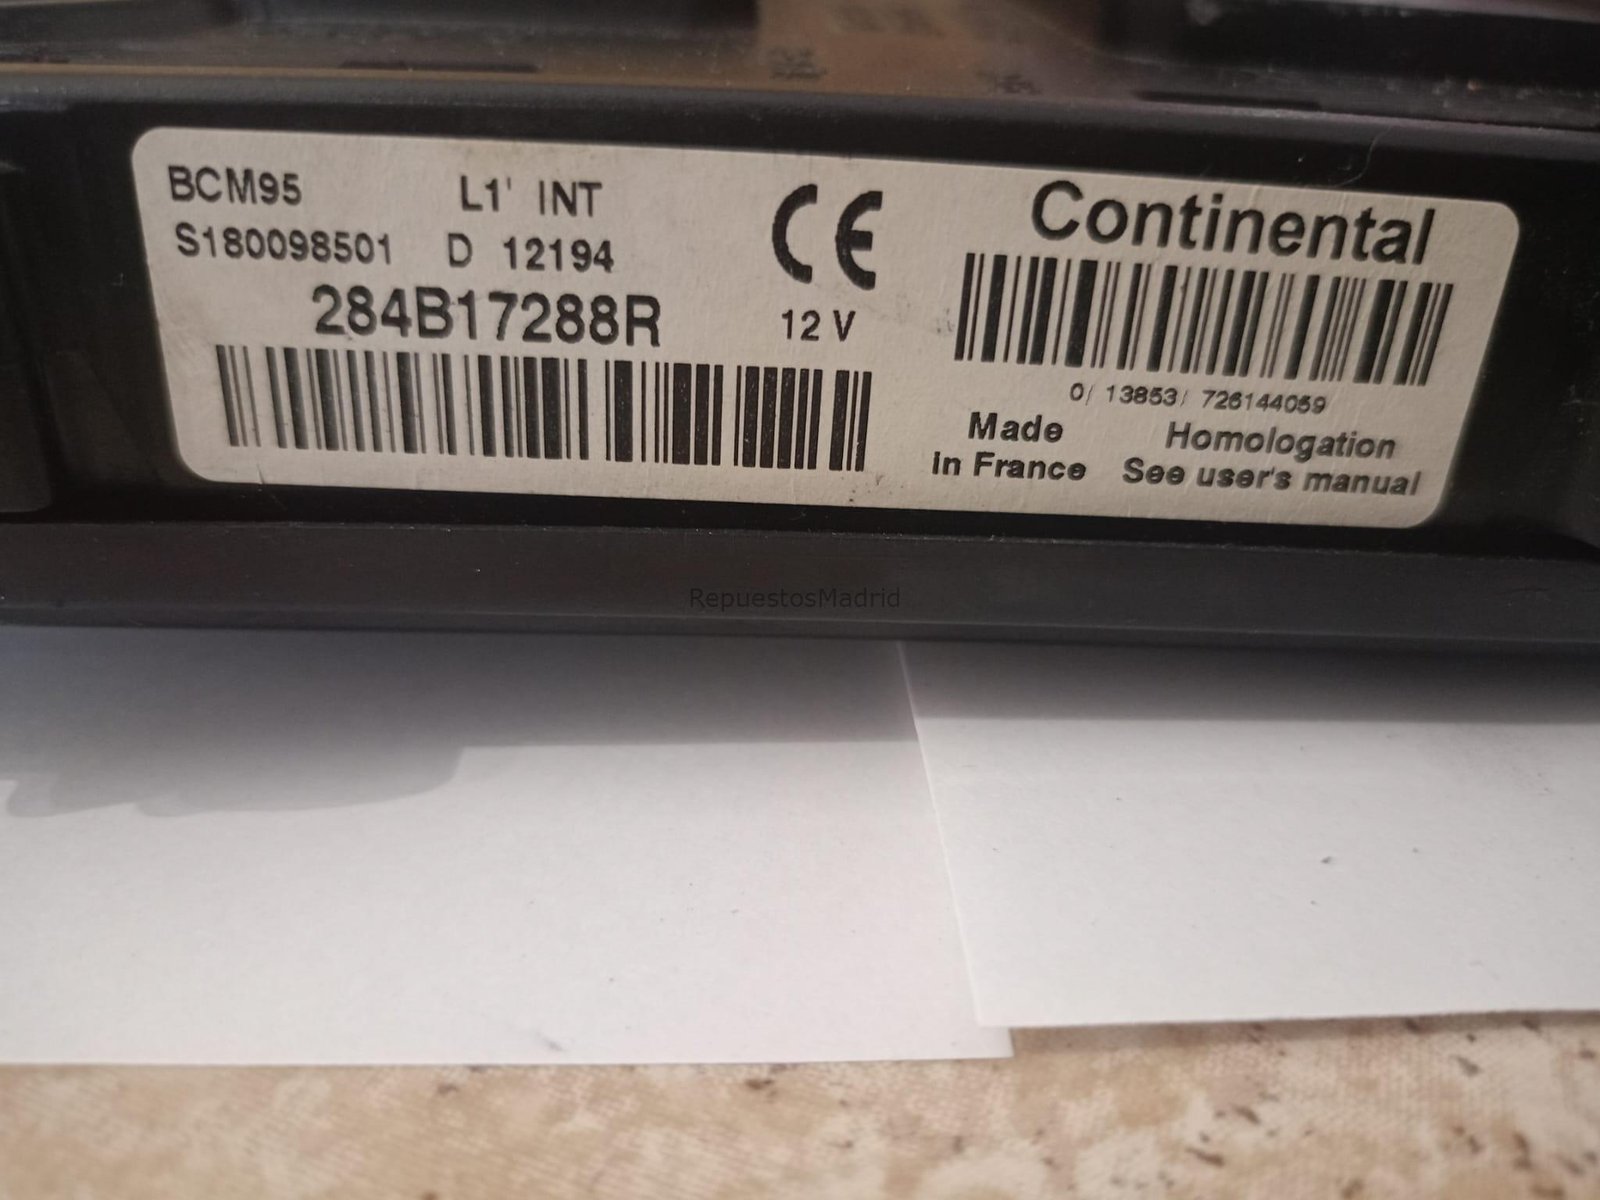 BCM95 L1' INT
S180098501 D 12194
284B17288R
CE
12 V
Continental
0/ 13853/ 726144059
Made
in France
Homologation
See user's manual
RepuestosMadrid